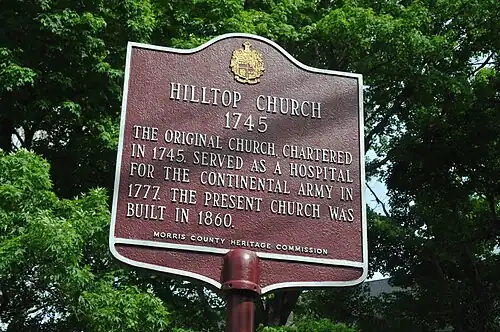 HILLTOP CHURCH
1745
THE ORIGINAL CHURCH, CHARTERED
IN 1745, SERVED AS A HOSPITAL
FOR THE CONTINENTAL ARMY IN
1777. THE PRESENT CHURCH WAS
BUILT IN 1860.
MORRIS COUNTY HERITAGE COMMISSION